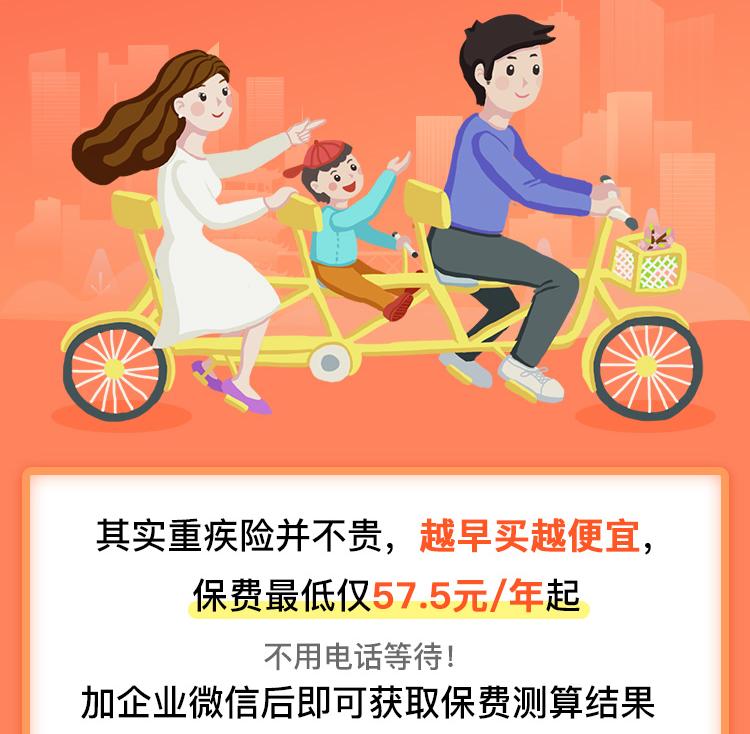 其实重疾险并不贵，越早买越便宜，
保费最低仅57.5元/年起
不用电话等待！
加企业微信后即可获取保费测算结果